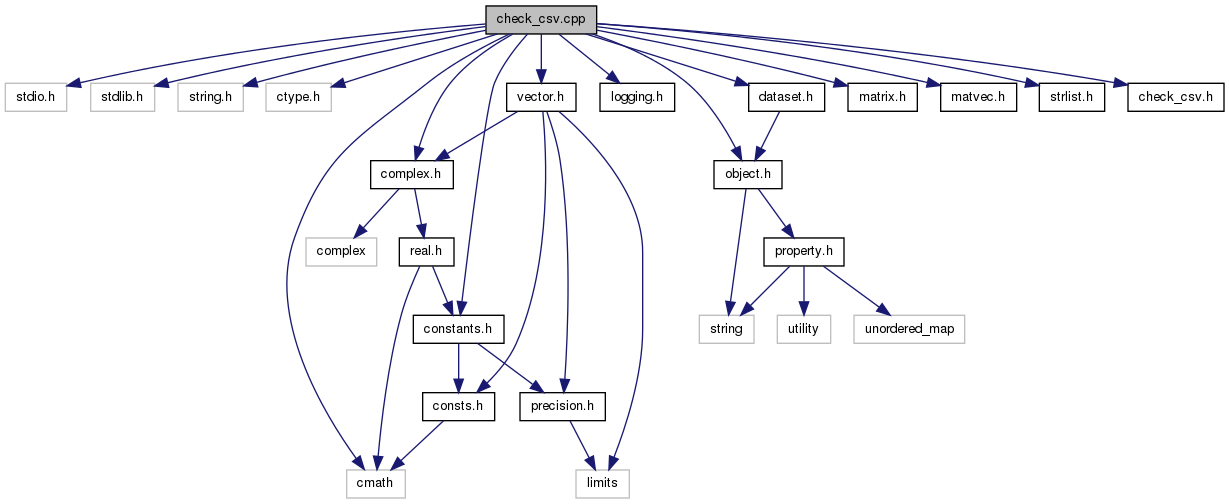 check_csv.cpp
stdio.h
stdlib.h
string.h
ctype.h
vector.h
logging.h
dataset.h
matrix.h
matvec.h
strlist.h
check_csv.h
complex.h
object.h
complex
real.h
property.h
constants.h
string
utility
unordered_map
consts.h
precision.h
cmath
limits